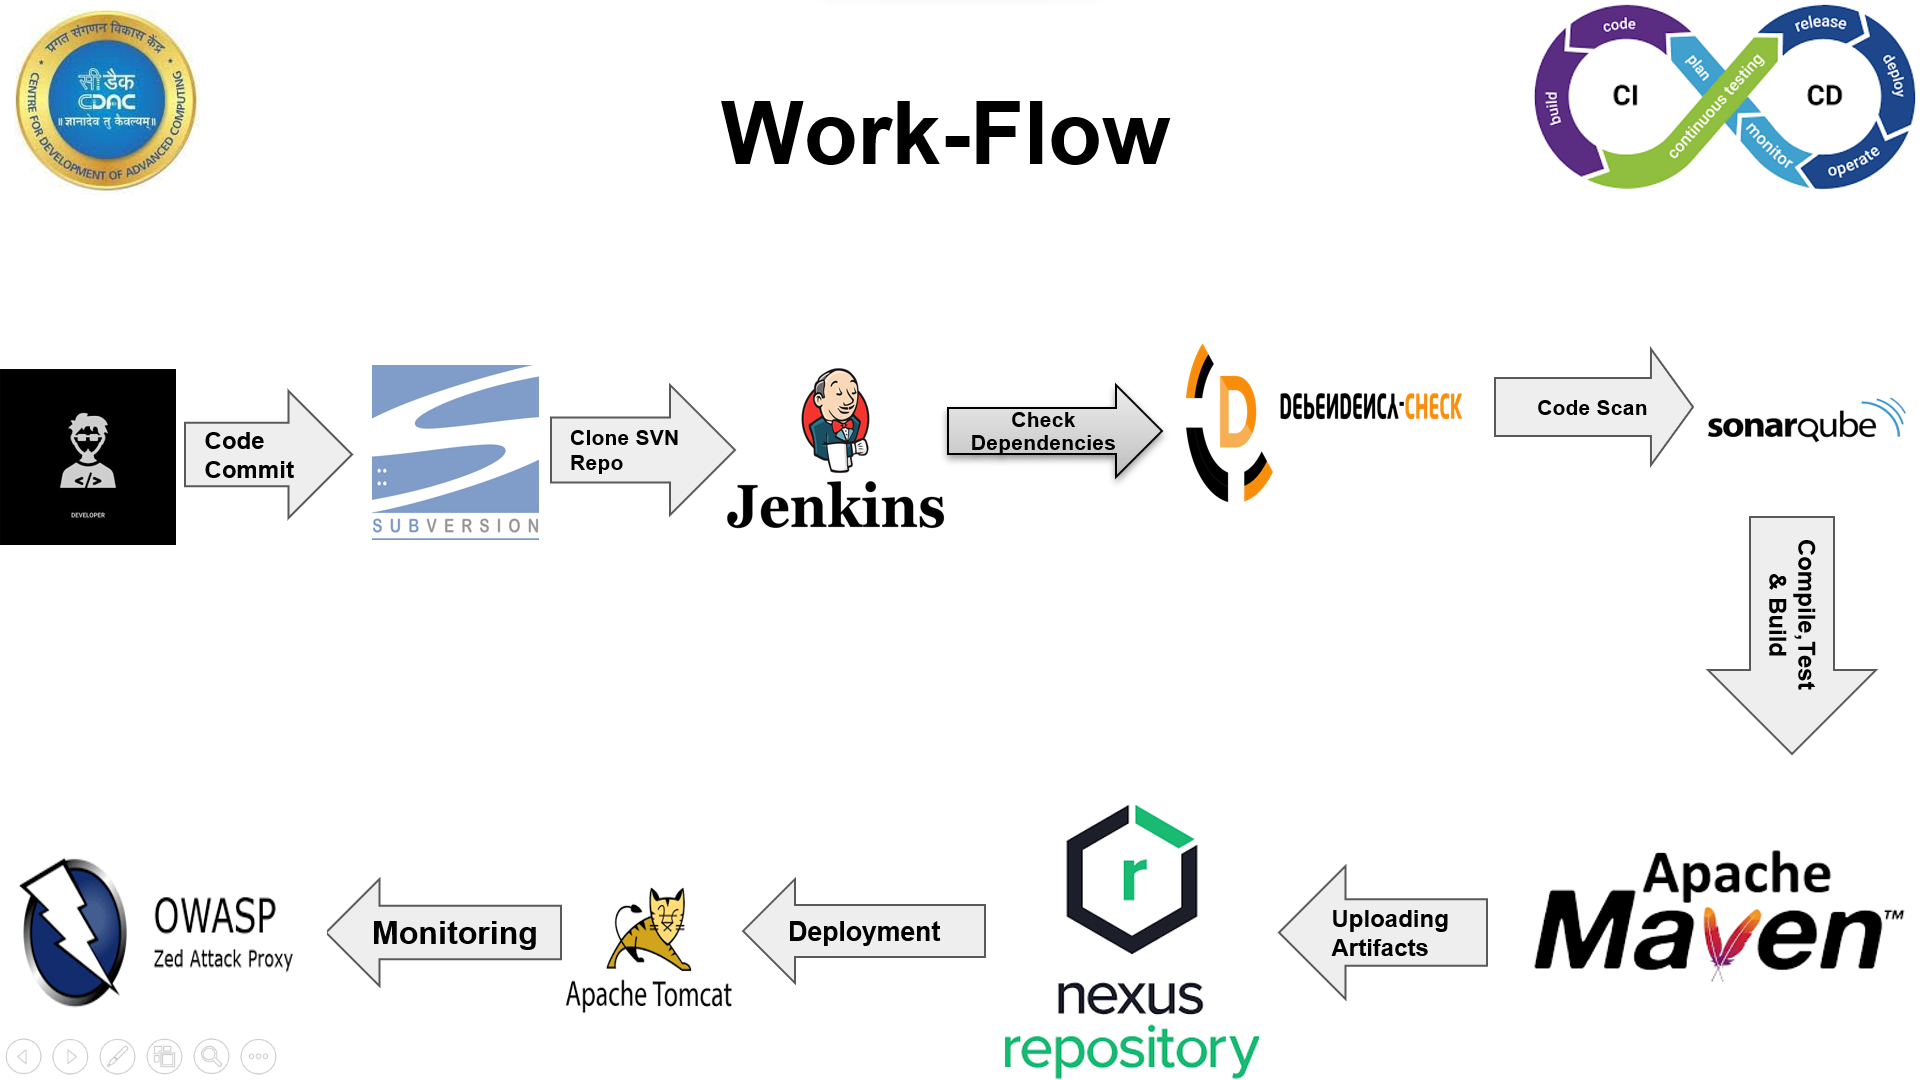 प्रगत संगणन विकास केंद्र
सी डैक
CDAC
॥ज्ञानादेव तु कैवल्यम्॥
CENTRE FOR DEVELOPMENT OF ADVANCED COMPUTING
Work-Flow
code
build
CI
plan
continuous testing
release
deploy
CD
monitor
operate
DEVELOPER
</>
Code
Commit
SUBVERSION
Clone SVN
Repo
Jenkins
Check
Dependencies
D
DEPENDENCY-CHECK
Code Scan
sonarqube
Compile,Test
& Build
Apache
Maven™
Uploading
Artifacts
r
nexus
repository
Deployment
Apache Tomcat
Monitoring
OWASP
Zed Attack Proxy